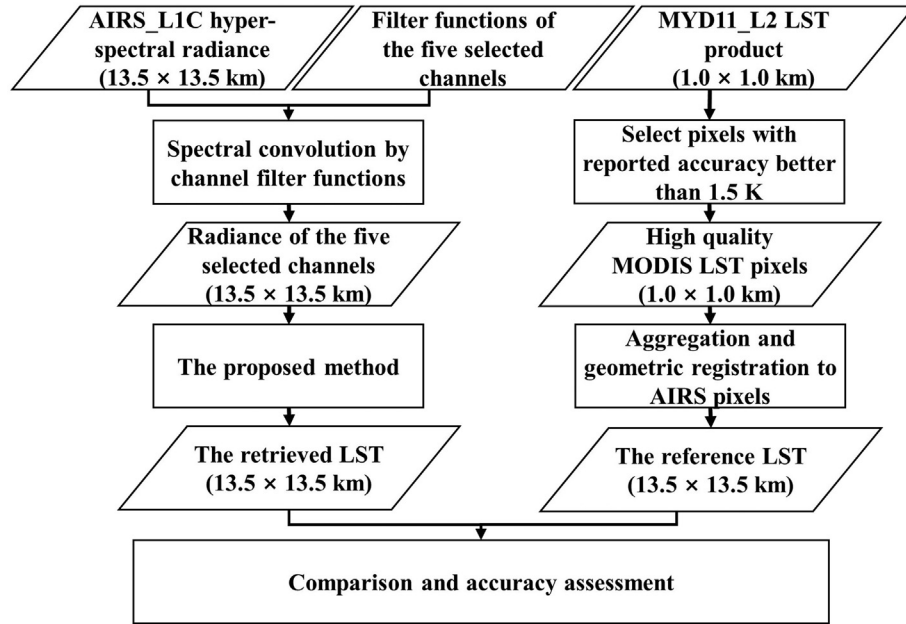 AIRS_L1C hyper-
spectral radiance
(13.5 × 13.5 km)
Filter functions of
the five selected
channels
MYD11_L2 LST
product
(1.0 × 1.0 km)
Spectral convolution by
channel filter functions
Select pixels with
reported accuracy better
than 1.5 K
Radiance of the five
selected channels
(13.5 × 13.5 km)
High quality
MODIS LST pixels
(1.0 × 1.0 km)
The proposed method
Aggregation and
geometric registration to
AIRS pixels
The retrieved LST
(13.5 × 13.5 km)
The reference LST
(13.5 × 13.5 km)
Comparison and accuracy assessment